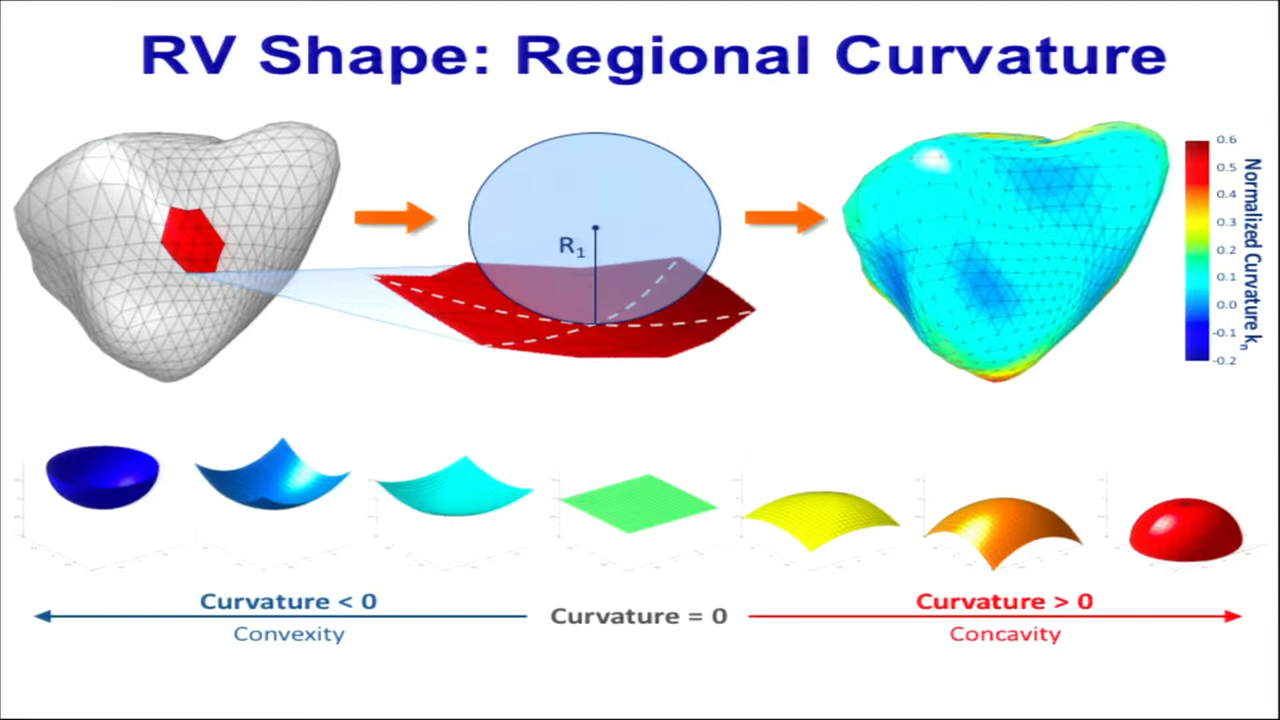 RV Shape: Regional Curvature
R1
0.6
0.5
0.4
0.3
0.2
0.1
0.0
-0.1
-0.2
Normalized Curvature kn
Curvature < 0
Convexity
Curvature = 0
Curvature > 0
Concavity